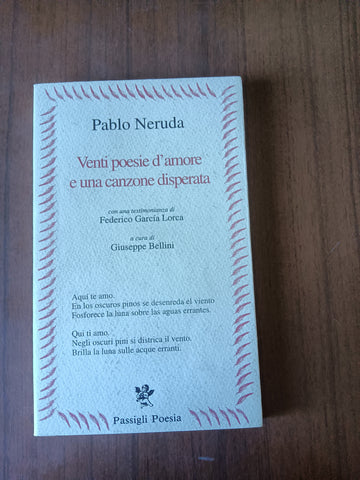 Pablo Neruda
Venti poesie d'amore
e una canzone disperata
con una testimonianza di
Federico García Lorca
a cura di
Giuseppe Bellini
Aquí te amo.
En los oscuros pinos se desenreda el viento
Fosforece la luna sobre las aguas errantes.
Qui ti amo.
Negli oscuri pini si districa il vento.
Brilla la luna sulle acque erranti.
Passigli Poesia